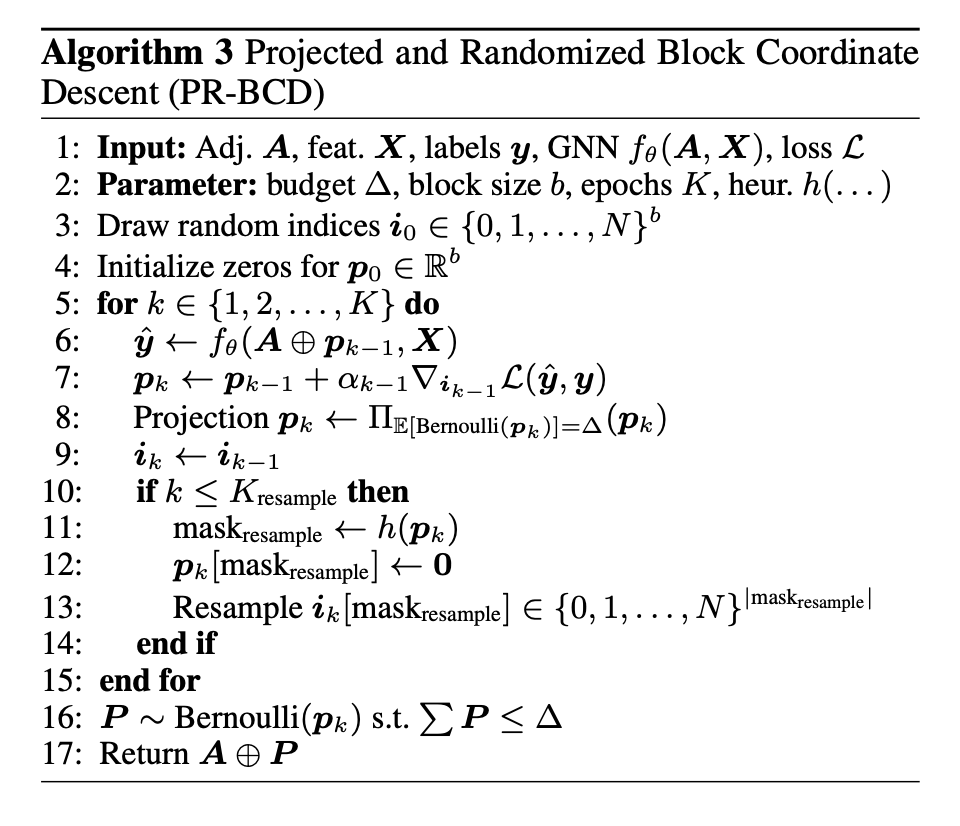 Algorithm 3 Projected and Randomized Block Coordinate
Descent (PR-BCD)
1: Input: Adj. A, feat. X, labels y, GNN f_θ(A, X), loss ℒ
2: Parameter: budget Δ, block size b, epochs K, heur. h(. . . )
3: Draw random indices i_0 ∈ {0, 1, . . . , N}^b
4: Initialize zeros for p_0 ∈ ℝ^b
5: for k ∈ {1, 2, . . . , K} do
6: ŷ ← f_θ(A ⊕ p_{k−1}, X)
7: p_k ← p_{k−1} + α_{k−1}∇_{i_{k−1}} ℒ(ŷ, y)
8: Projection p_k ← Π_{𝔼[Bernoulli(p_k)]=Δ}(p_k)
9: i_k ← i_{k−1}
10: if k ≤ K_resample then
11: mask_resample ← h(p_k)
12: p_k[mask_resample] ← 0
13: Resample i_k[mask_resample] ∈ {0, 1, . . . , N}^{|mask_resample|}
14: end if
15: end for
16: P ∼ Bernoulli(p_k) s.t. ∑ P ≤ Δ
17: Return A ⊕ P